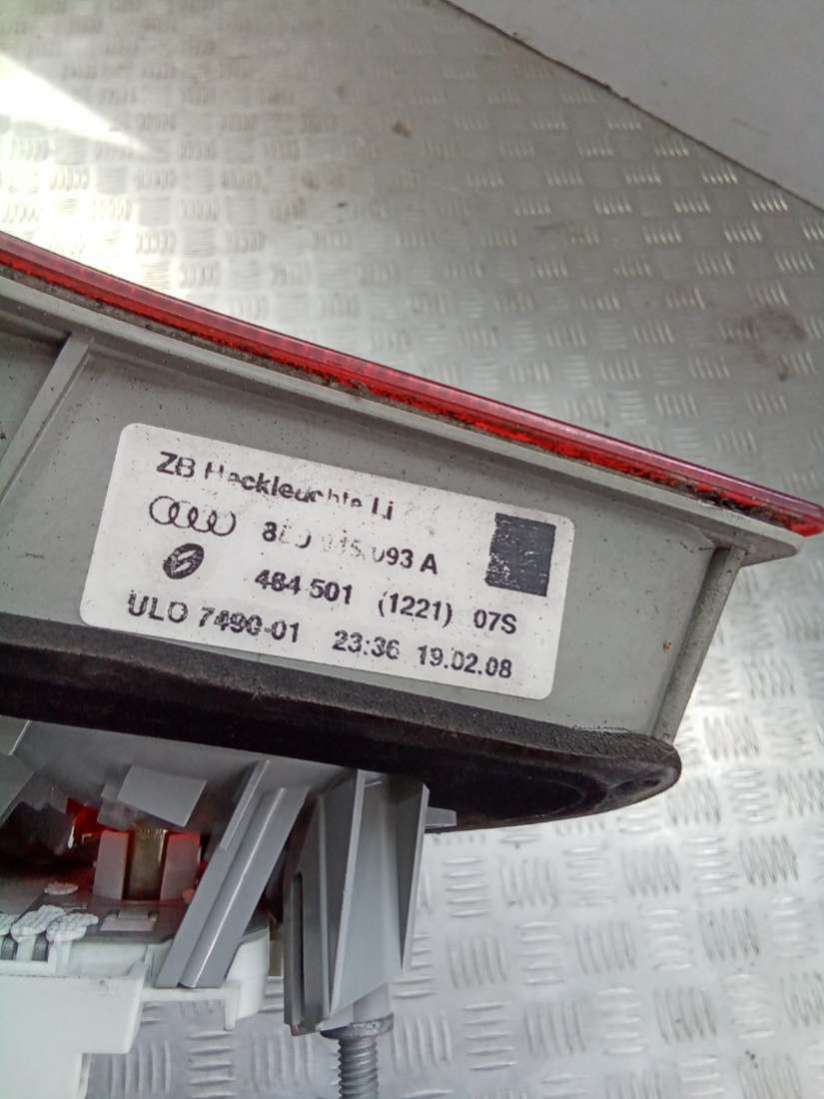 ZB Heckleuchte Li
093 A
484 501 (1221) 07S
ULO 7490-01 23:36 19.02.08